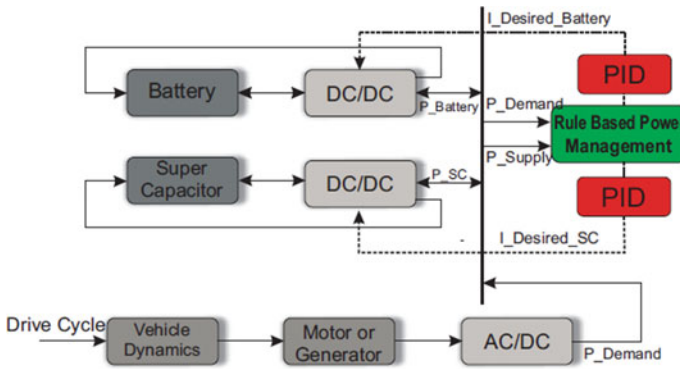 I_Desired_Battery
Battery
DC/DC
P_Battery
PID
P_Demand
Rule Based Power
Management
P_Supply
Super
Capacitor
DC/DC
P_SC
PID
I_Desired_SC
Drive Cycle
Vehicle
Dynamics
Motor or
Generator
AC/DC
P_Demand